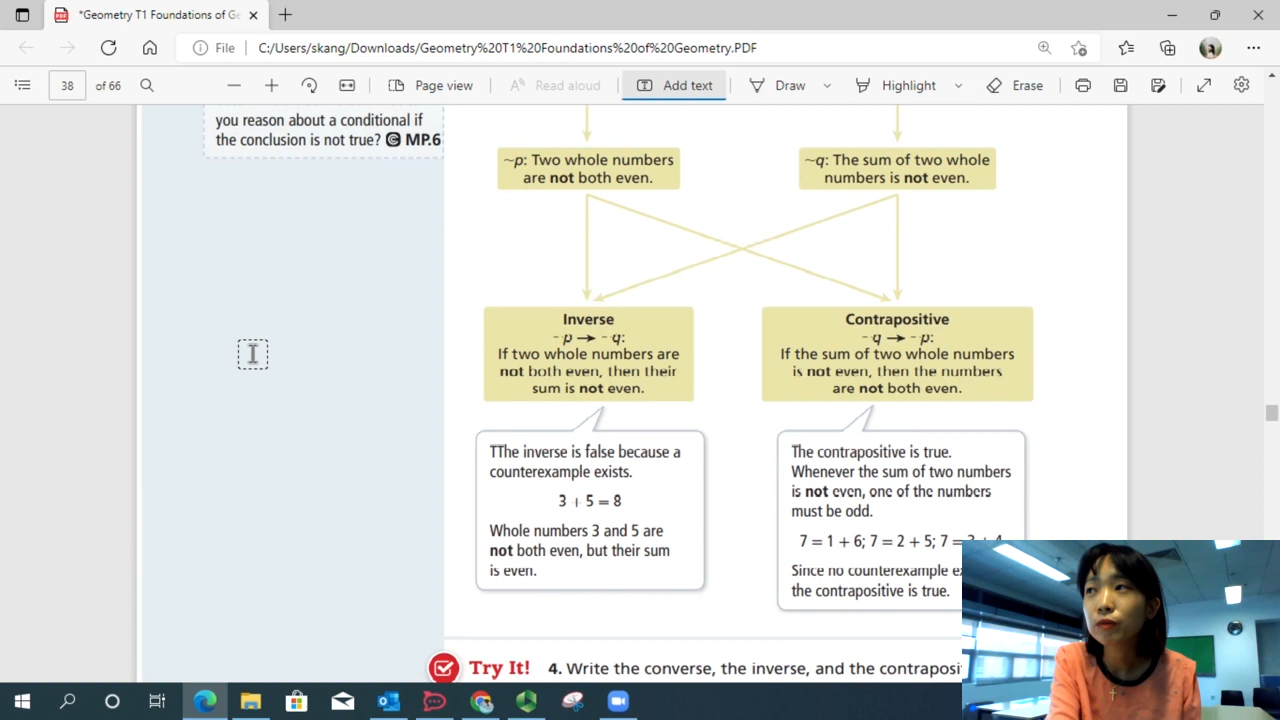 *Geometry T1 Foundations of Ge
File
C:/Users/skang/Downloads/Geometry%20T1%20Foundations%20of%20Geometry.PDF
38
of 66
Page view
Read aloud
Add text
Draw
Highlight
Erase
you reason about a conditional if
the conclusion is not true? MP.6
~p: Two whole numbers
are not both even.
~q: The sum of two whole
numbers is not even.
Inverse
~p → ~q:
If two whole numbers are
not both even, then their
sum is not even.
Contrapositive
~q → ~p:
If the sum of two whole numbers
is not even, then the numbers
are not both even.
TThe inverse is false because a
counterexample exists.
3 + 5 = 8
Whole numbers 3 and 5 are
not both even, but their sum
is even.
The contrapositive is true.
Whenever the sum of two numbers
is not even, one of the numbers
must be odd.
7 = 1 + 6; 7 = 2 + 5; 7 = 3 + 4
Since no counterexample e
the contrapositive is true.
Try It! 4. Write the converse, the inverse, and the contraposi